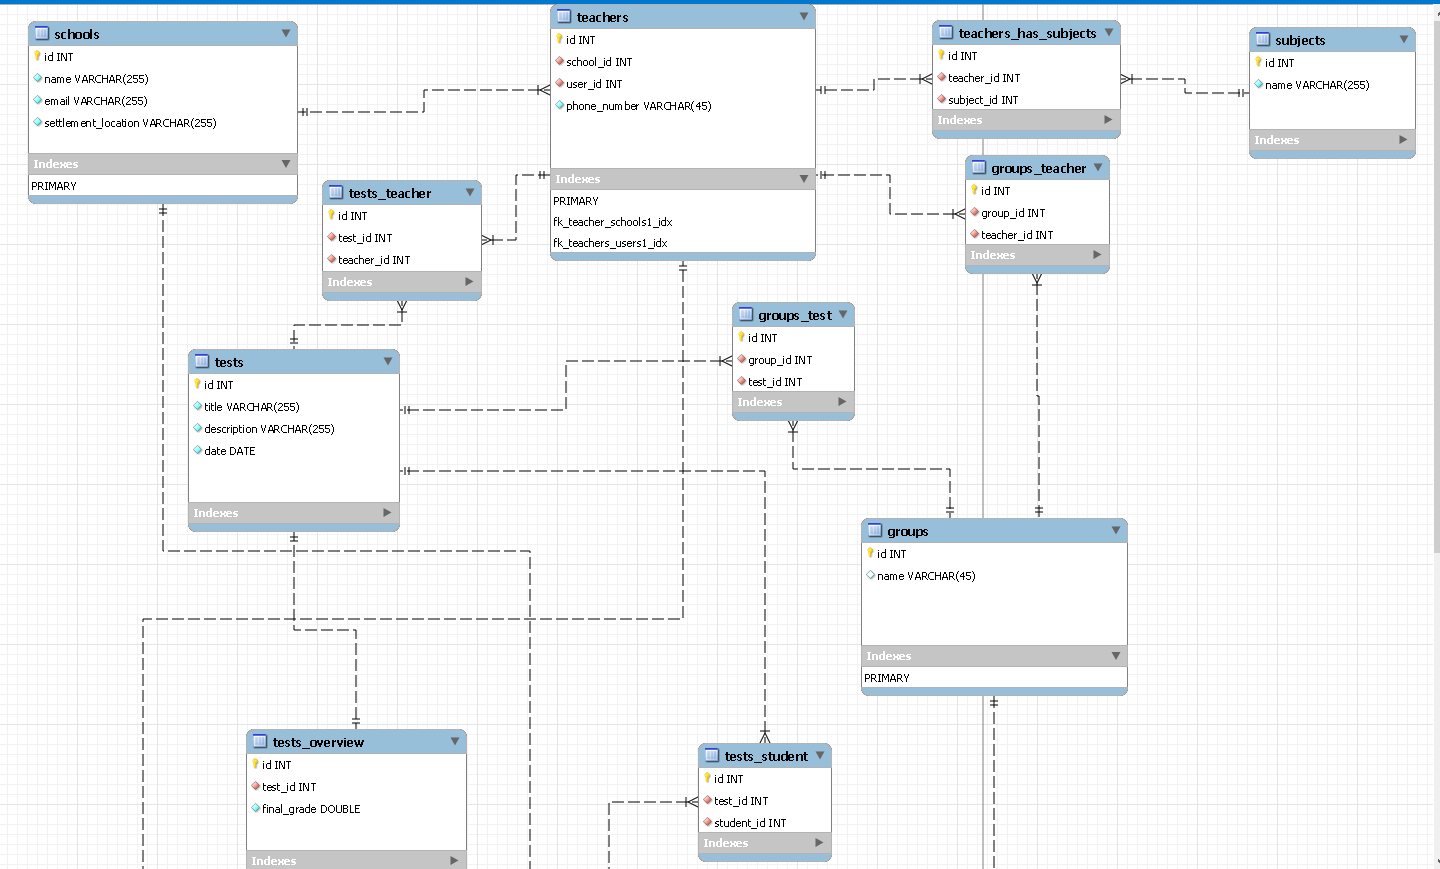 schools
id INT
name VARCHAR(255)
email VARCHAR(255)
settlement_location VARCHAR(255)
Indexes
PRIMARY
teachers
id INT
school_id INT
user_id INT
phone_number VARCHAR(45)
Indexes
PRIMARY
fk_teacher_schools1_idx
fk_teachers_users1_idx
teachers_has_subjects
id INT
teacher_id INT
subject_id INT
Indexes
subjects
id INT
name VARCHAR(255)
Indexes
tests_teacher
id INT
test_id INT
teacher_id INT
Indexes
groups_teacher
id INT
group_id INT
teacher_id INT
Indexes
groups_test
id INT
group_id INT
test_id INT
Indexes
tests
id INT
title VARCHAR(255)
description VARCHAR(255)
date DATE
Indexes
groups
id INT
name VARCHAR(45)
Indexes
PRIMARY
tests_overview
id INT
test_id INT
final_grade DOUBLE
Indexes
tests_student
id INT
test_id INT
student_id INT
Indexes